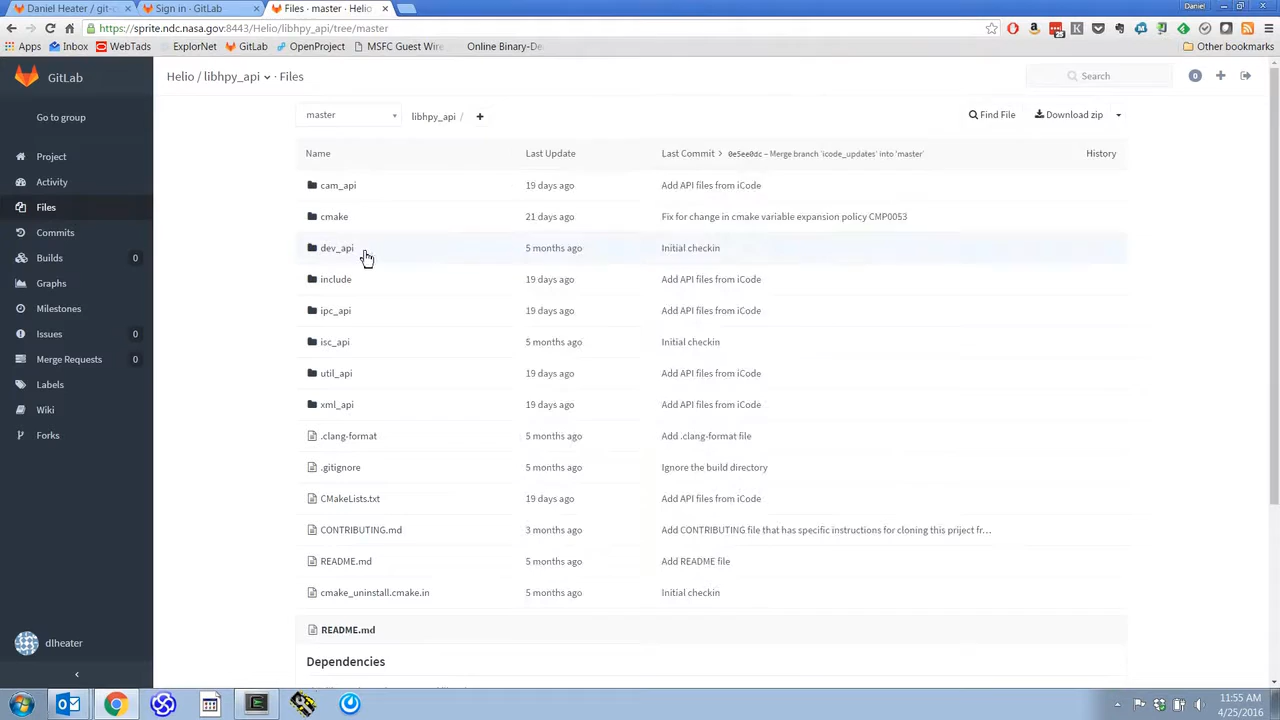 Daniel
Daniel Heater / git-c
Sign in · GitLab
Files · master · Helio / lib
https://sprite.ndc.nasa.gov:8443/Helio/libhpy_api/tree/master
Apps Inbox WebTads ExplorNet GitLab OpenProject MSFC Guest Wire Online Binary-De Other bookmarks
GitLab
Helio / libhpy_api · Files
Search
0
Go to group
Project
Activity
Files
Commits
Builds 0
Graphs
Milestones
Issues 0
Merge Requests 0
Labels
Wiki
Forks
dlheater
master libhpy_api / Find File Download zip
Name Last Update Last Commit 0e5ee0dc – Merge branch 'icode_updates' into 'master' History
cam_api 19 days ago Add API files from iCode
cmake 21 days ago Fix for change in cmake variable expansion policy CMP0053
dev_api 5 months ago Initial checkin
include 19 days ago Add API files from iCode
ipc_api 19 days ago Add API files from iCode
isc_api 5 months ago Initial checkin
util_api 19 days ago Add API files from iCode
xml_api 19 days ago Add API files from iCode
.clang-format 5 months ago Add .clang-format file
.gitignore 5 months ago Ignore the build directory
CMakeLists.txt 19 days ago Add API files from iCode
CONTRIBUTING.md 3 months ago Add CONTRIBUTING file that has specific instructions for cloning this priject fr…
README.md 5 months ago Add README file
cmake_uninstall.cmake.in 5 months ago Initial checkin
README.md
Dependencies
11:55 AM
4/25/2016